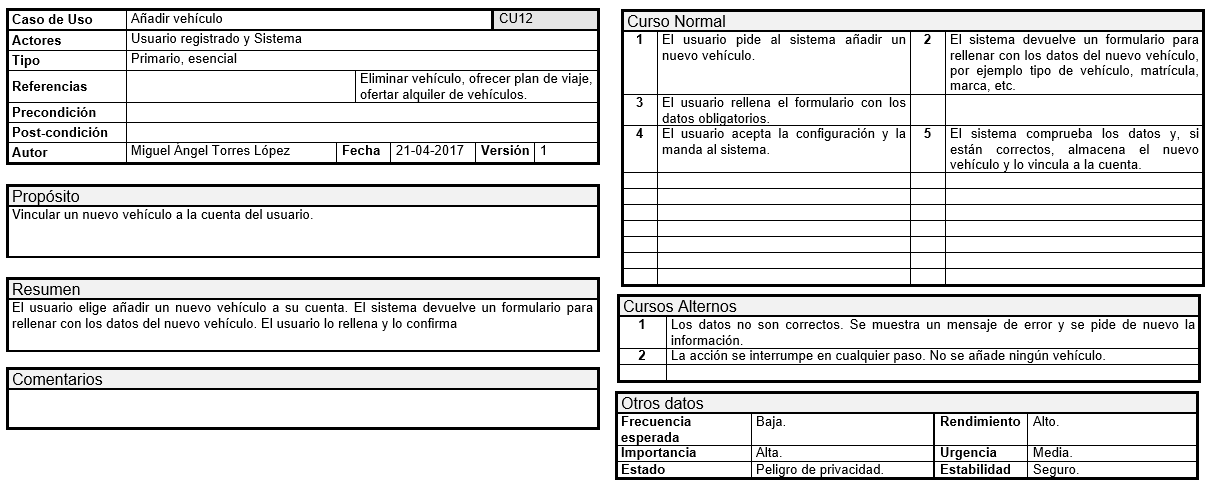 Caso de Uso Añadir vehículo CU12
Actores Usuario registrado y Sistema
Tipo Primario, esencial
Referencias Eliminar vehículo, ofrecer plan de viaje,
ofertar alquiler de vehículos.
Precondición
Post-condición
Autor Miguel Ángel Torres López Fecha 21-04-2017 Versión 1
Propósito
Vincular un nuevo vehículo a la cuenta del usuario.
Resumen
El usuario elige añadir un nuevo vehículo a su cuenta. El sistema devuelve un formulario para
rellenar con los datos del nuevo vehículo. El usuario lo rellena y lo confirma
Comentarios
Curso Normal
1 El usuario pide al sistema añadir un
nuevo vehículo.
2 El sistema devuelve un formulario para
rellenar con los datos del nuevo vehículo,
por ejemplo tipo de vehículo, matrícula,
marca, etc.
3 El usuario rellena el formulario con los
datos obligatorios.
4 El usuario acepta la configuración y la
manda al sistema.
5 El sistema comprueba los datos y, si
están correctos, almacena el nuevo
vehículo y lo vincula a la cuenta.
Cursos Alternos
1 Los datos no son correctos. Se muestra un mensaje de error y se pide de nuevo la
información.
2 La acción se interrumpe en cualquier paso. No se añade ningún vehículo.
Otros datos
Frecuencia
esperada
Baja. Rendimiento Alto.
Importancia Alta. Urgencia Media.
Estado Peligro de privacidad. Estabilidad Seguro.